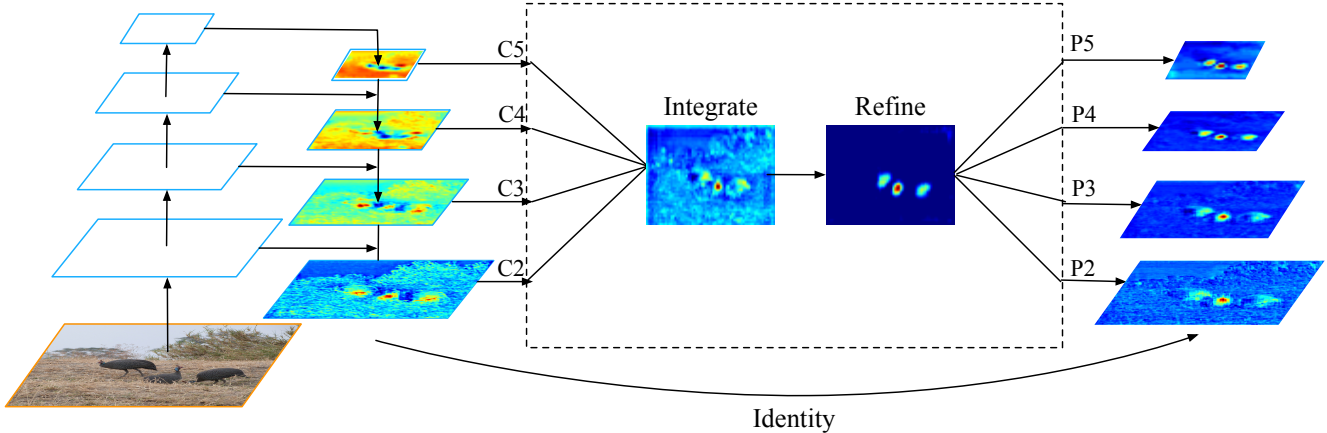 C5
P5
Integrate
Refine
C4
P4
C3
P3
C2
P2
Identity